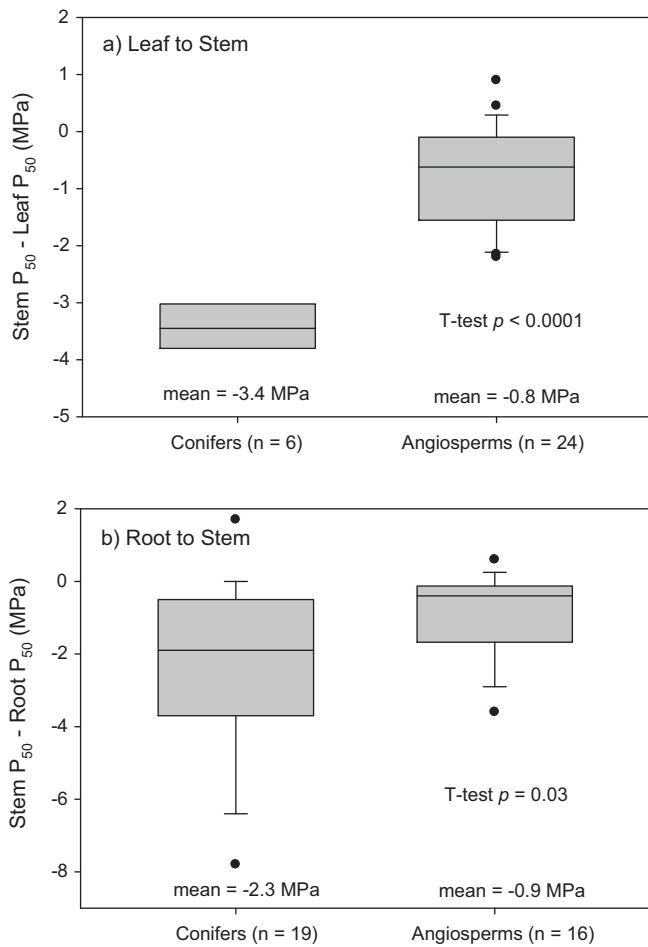 a) Leaf to Stem
Stem P50 - Leaf P50 (MPa)
2
1
0
-1
-2
-3
-4
-5
T-test p < 0.0001
mean = -3.4 MPa
mean = -0.8 MPa
Conifers (n = 6)
Angiosperms (n = 24)
b) Root to Stem
Stem P50 - Root P50 (MPa)
2
0
-2
-4
-6
-8
T-test p = 0.03
mean = -2.3 MPa
mean = -0.9 MPa
Conifers (n = 19)
Angiosperms (n = 16)